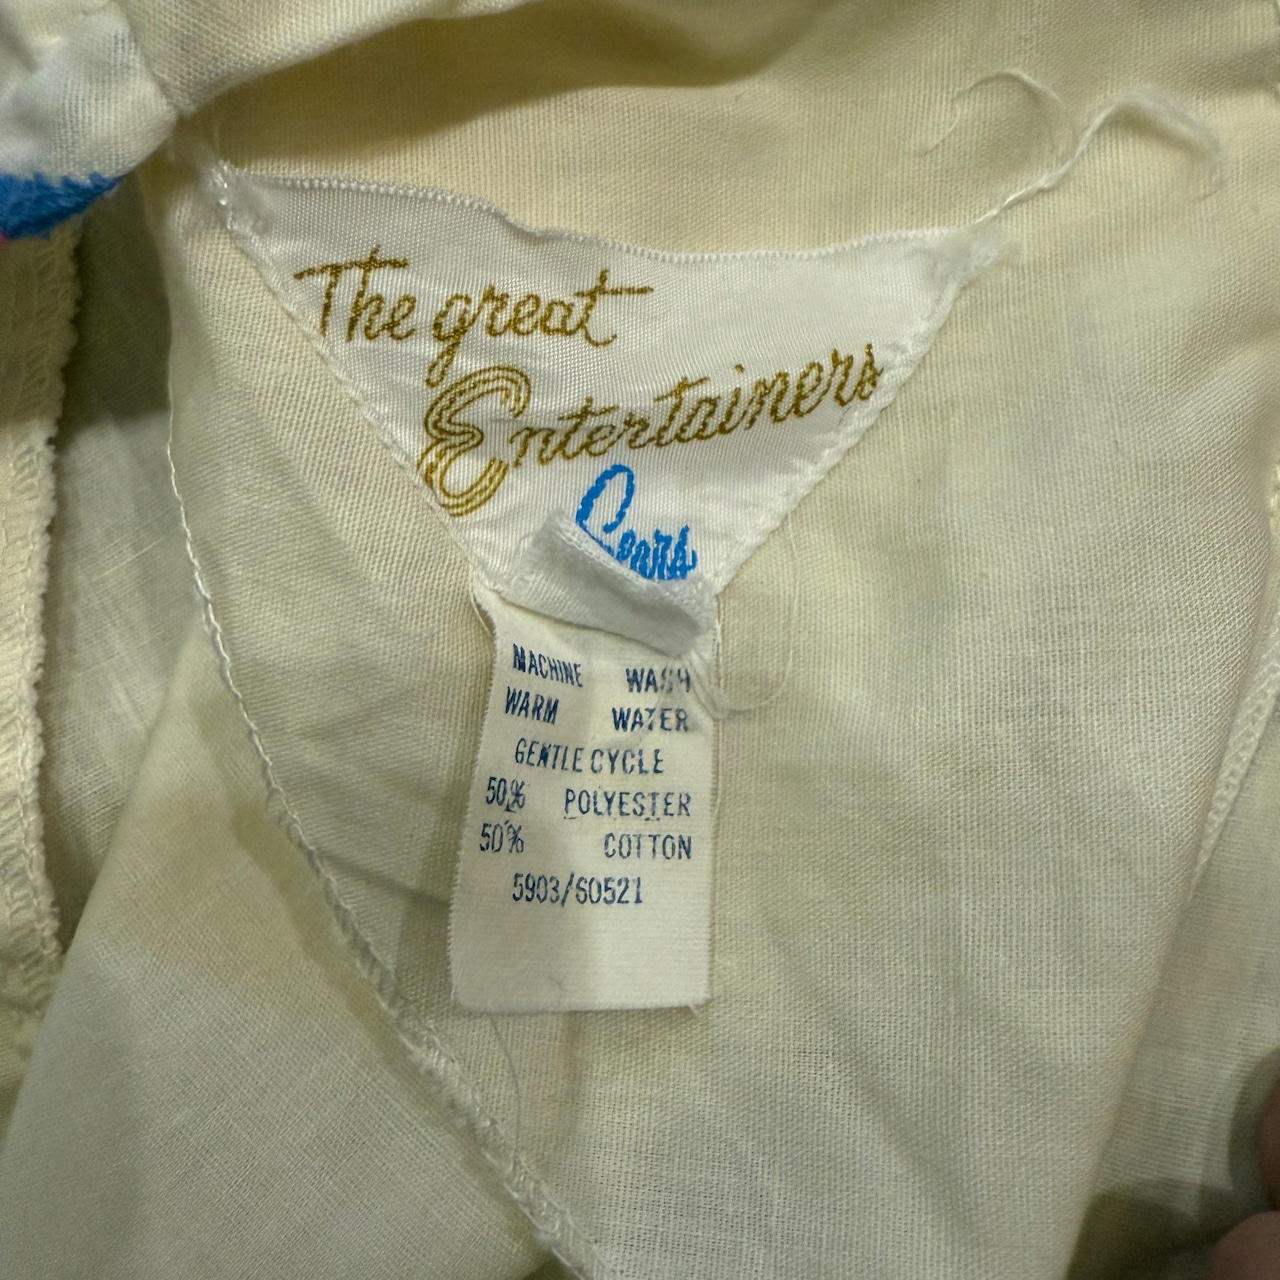 The great
Entertainers
Sears
MACHINE WASH
WARM WATER
GENTLE CYCLE
50% POLYESTER
50% COTTON
5903/60521